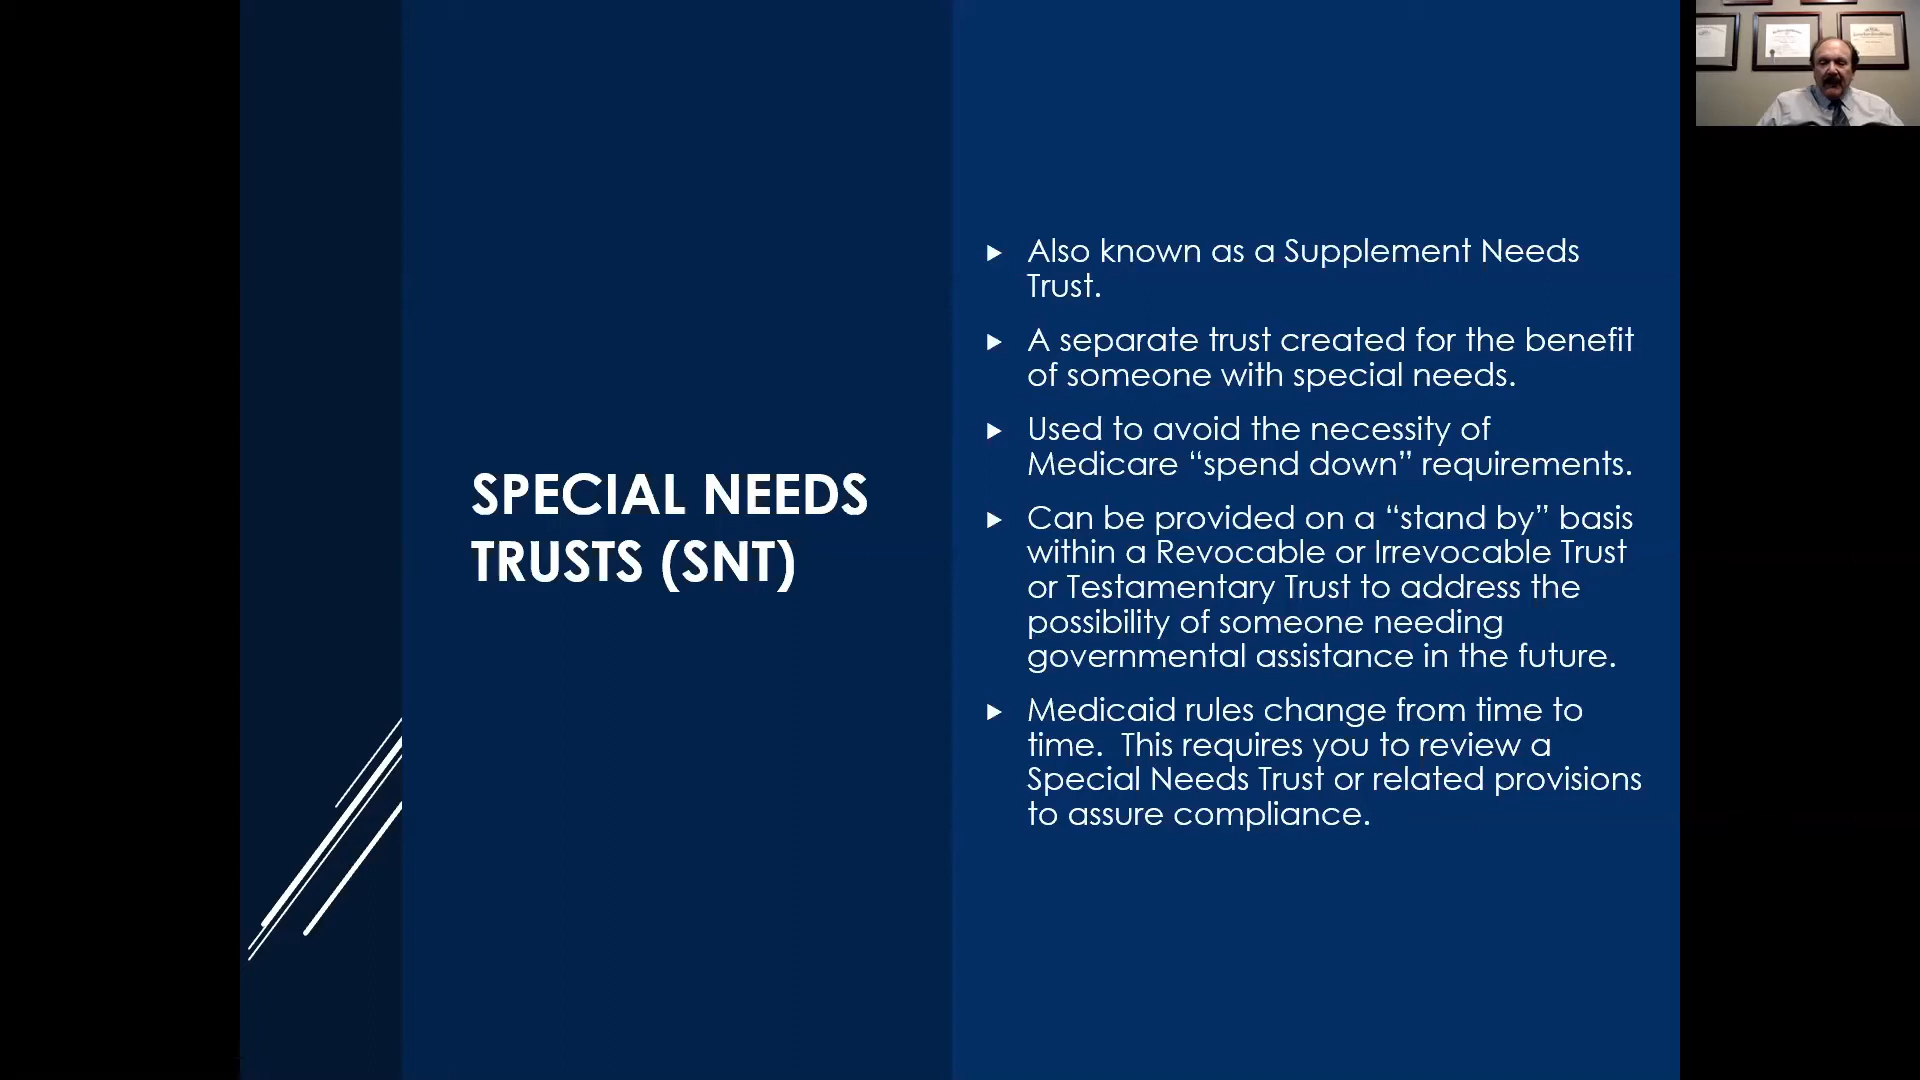 SPECIAL NEEDS
TRUSTS (SNT)
Also known as a Supplement Needs
Trust.
A separate trust created for the benefit
of someone with special needs.
Used to avoid the necessity of
Medicare “spend down” requirements.
Can be provided on a “stand by” basis
within a Revocable or Irrevocable Trust
or Testamentary Trust to address the
possibility of someone needing
governmental assistance in the future.
Medicaid rules change from time to
time.  This requires you to review a
Special Needs Trust or related provisions
to assure compliance.